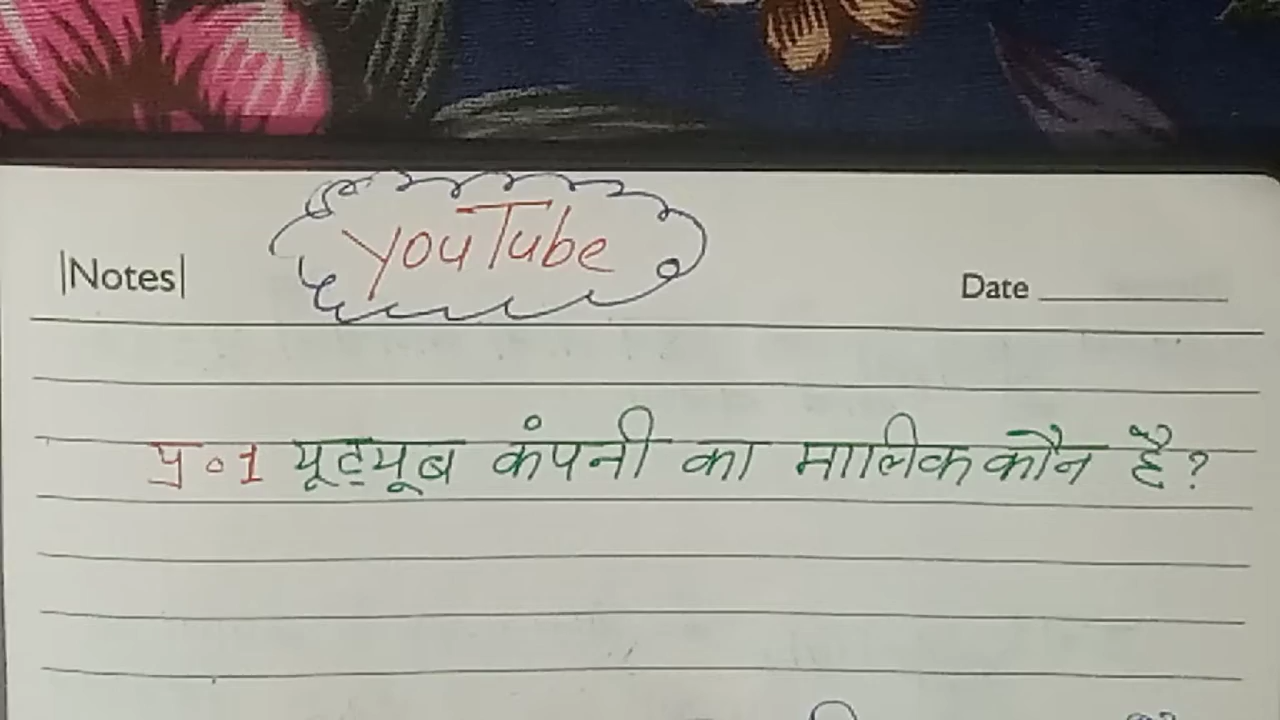 YouTube
|Notes|
Date
प्र०1 यूट्यूब कंपनी का मालिक कौन है?